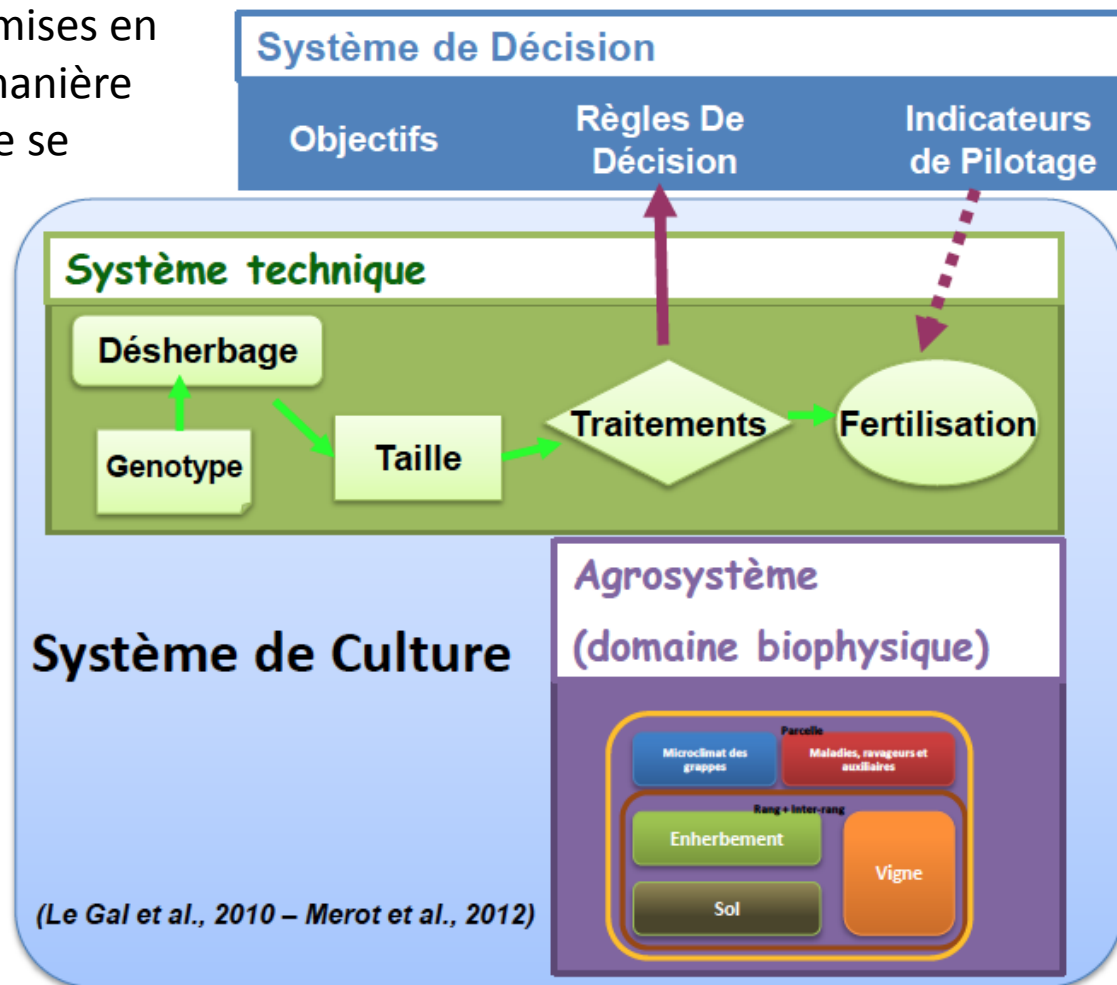 mises en
manière
e se
Système de Décision
Objectifs
Règles De
Décision
Indicateurs
de Pilotage
Système technique
Désherbage
Genotype
Taille
Traitements
Fertilisation
Système de Culture
Agrosystème
(domaine biophysique)
Parcelle
Microclimat des
grappes
Maladies, ravageurs et
auxiliaires
Rang + Inter-rang
Enherbement
Vigne
Sol
(Le Gal et al., 2010 – Merot et al., 2012)